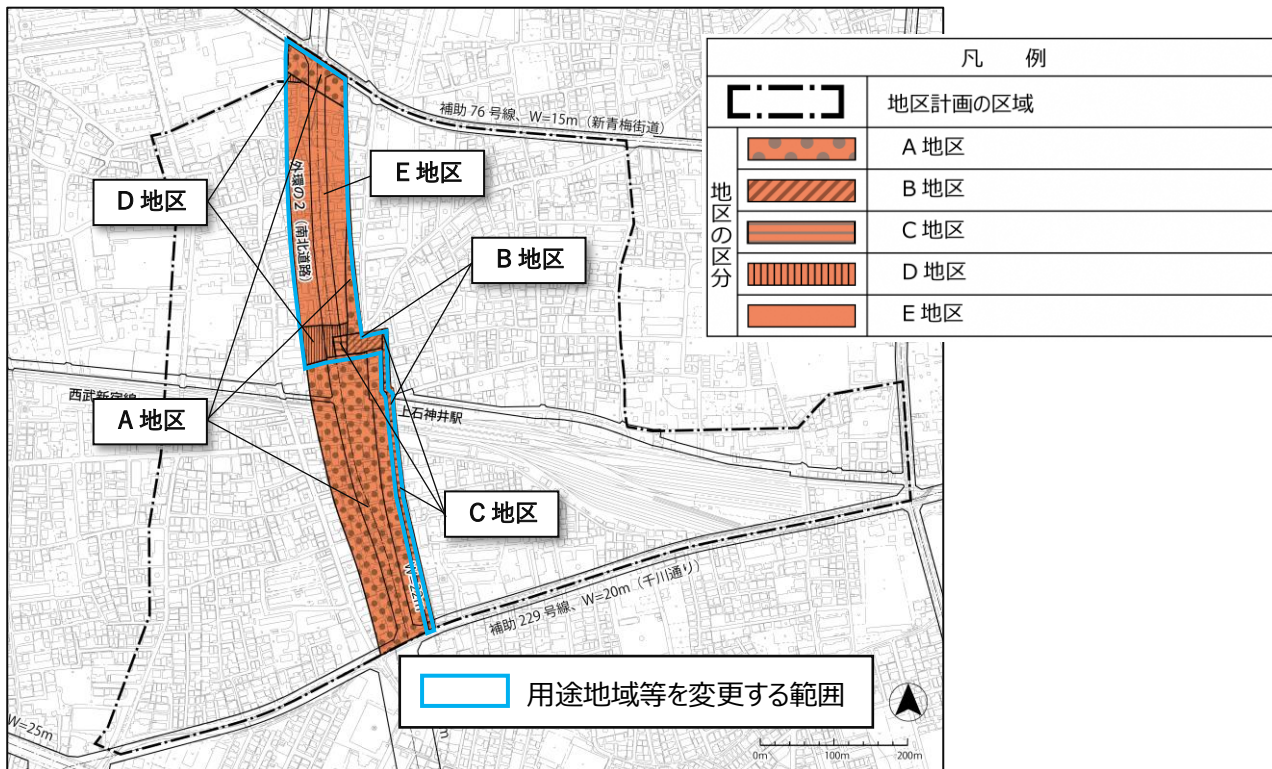 補助 76 号線、W=15m (新青梅街道)
外環の2 (南北道路)
D 地区
E 地区
B 地区
西武新宿線
上石神井駅
A 地区
C 地区
W=22m
補助 229 号線、W=20m (千川通り)
W=25m
用途地域等を変更する範囲
0m 100m 200m
凡 例
地区計画の区域
地区の区分
A 地区
B 地区
C 地区
D 地区
E 地区